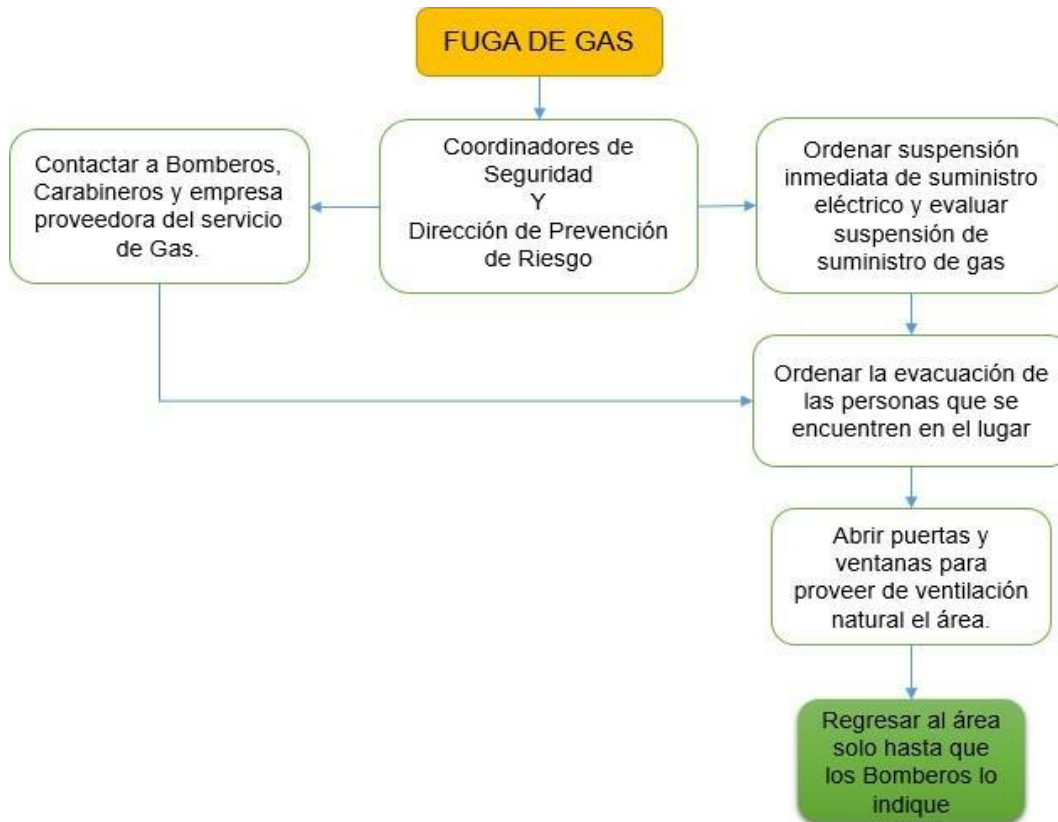 FUGA DE GAS
Contactar a Bomberos,
Carabineros y empresa
proveedora del servicio
de Gas.
Coordinadores de
Seguridad
Y
Dirección de Prevención
de Riesgo
Ordenar suspensión
inmediata de suministro
eléctrico y evaluar
suspensión de
suministro de gas
Ordenar la evacuación de
las personas que se
encuentren en el lugar
Abrir puertas y
ventanas para
proveer de ventilación
natural el área.
Regresar al área
solo hasta que
los Bomberos lo
indique